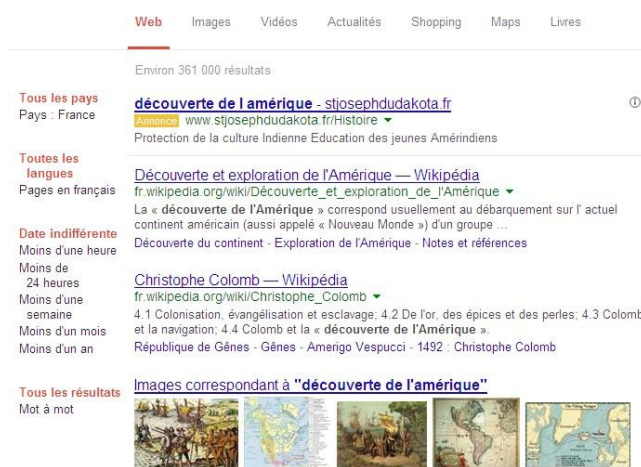 Web Images Vidéos Actualités Shopping Maps Livres
Environ 361 000 résultats
Tous les pays
Pays : France
Toutes les
langues
Pages en français
Date indifférente
Moins d'une heure
Moins de
24 heures
Moins d'une
semaine
Moins d'un mois
Moins d'un an
Tous les résultats
Mot à mot
découverte de l amérique - stjosephdudakota.fr
Annonce www.stjosephdudakota.fr/Histoire
Protection de la culture Indienne Education des jeunes Amérindiens
Découverte et exploration de l'Amérique — Wikipédia
fr.wikipedia.org/wiki/Découverte_et_exploration_de_l'Amérique
La « découverte de l'Amérique » correspond usuellement au débarquement sur l' actuel
continent américain (aussi appelé « Nouveau Monde ») d'un groupe ...
Découverte du continent - Exploration de l'Amérique - Notes et références
Christophe Colomb — Wikipédia
fr.wikipedia.org/wiki/Christophe_Colomb
4.1 Colonisation, évangélisation et esclavage; 4.2 De l'or, des épices et des perles; 4.3 Colomb
et la navigation; 4.4 Colomb et la « découverte de l'Amérique ».
République de Gênes - Gênes - Amerigo Vespucci - 1492 : Christophe Colomb
Images correspondant à "découverte de l'amérique"